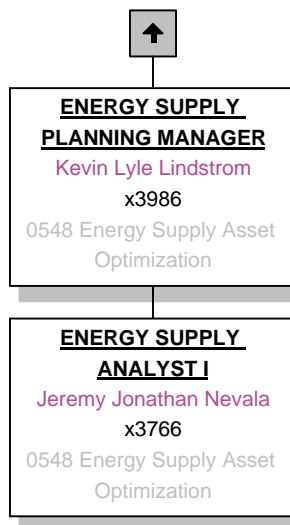 ENERGY SUPPLY
PLANNING MANAGER
Kevin Lyle Lindstrom
x3986
0548 Energy Supply Asset
Optimization
ENERGY SUPPLY
ANALYST I
Jeremy Jonathan Nevala
x3766
0548 Energy Supply Asset
Optimization